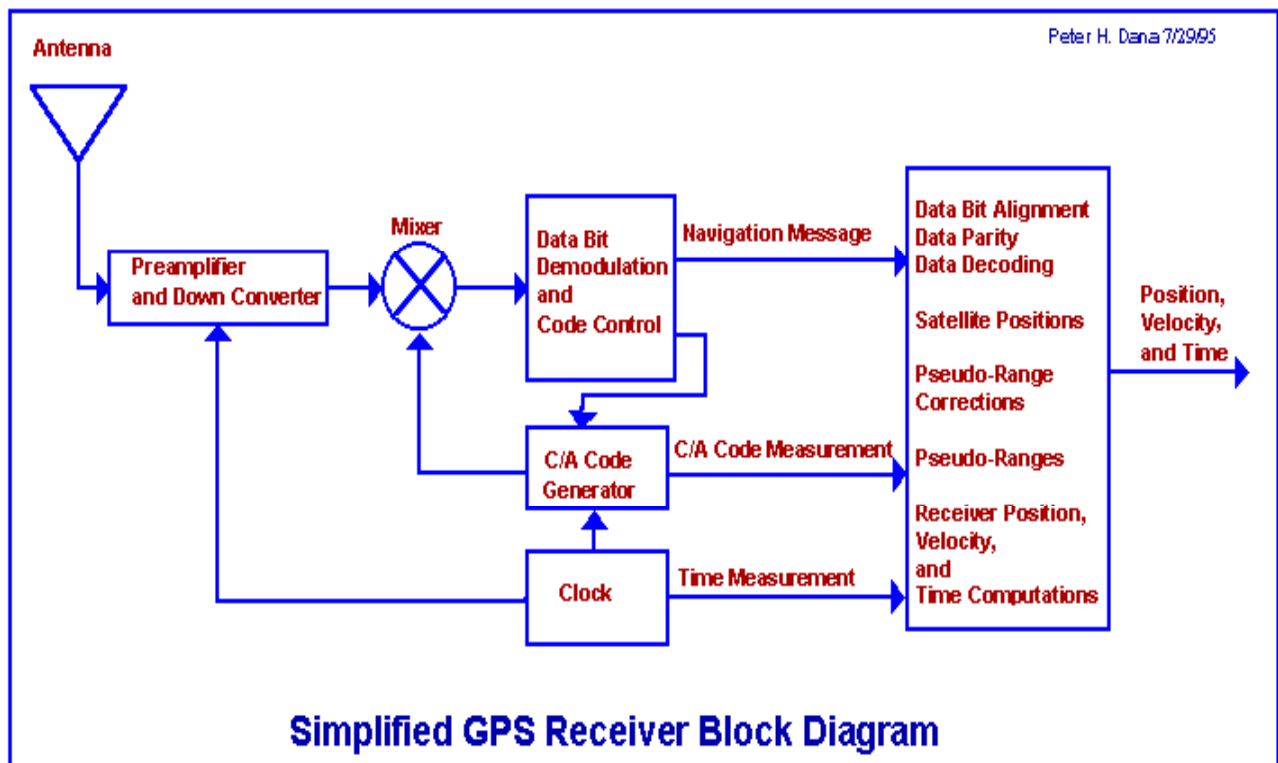 Antenna
Peter H. Dana 7/29/95
Mixer
Preamplifier
and Down Converter
Data Bit
Demodulation
and
Code Control
Navigation Message
C/A Code
Generator
C/A Code Measurement
Clock
Time Measurement
Data Bit Alignment
Data Parity
Data Decoding
Satellite Positions
Pseudo-Range
Corrections
Pseudo-Ranges
Receiver Position,
Velocity,
and
Time Computations
Position,
Velocity,
and Time
Simplified GPS Receiver Block Diagram